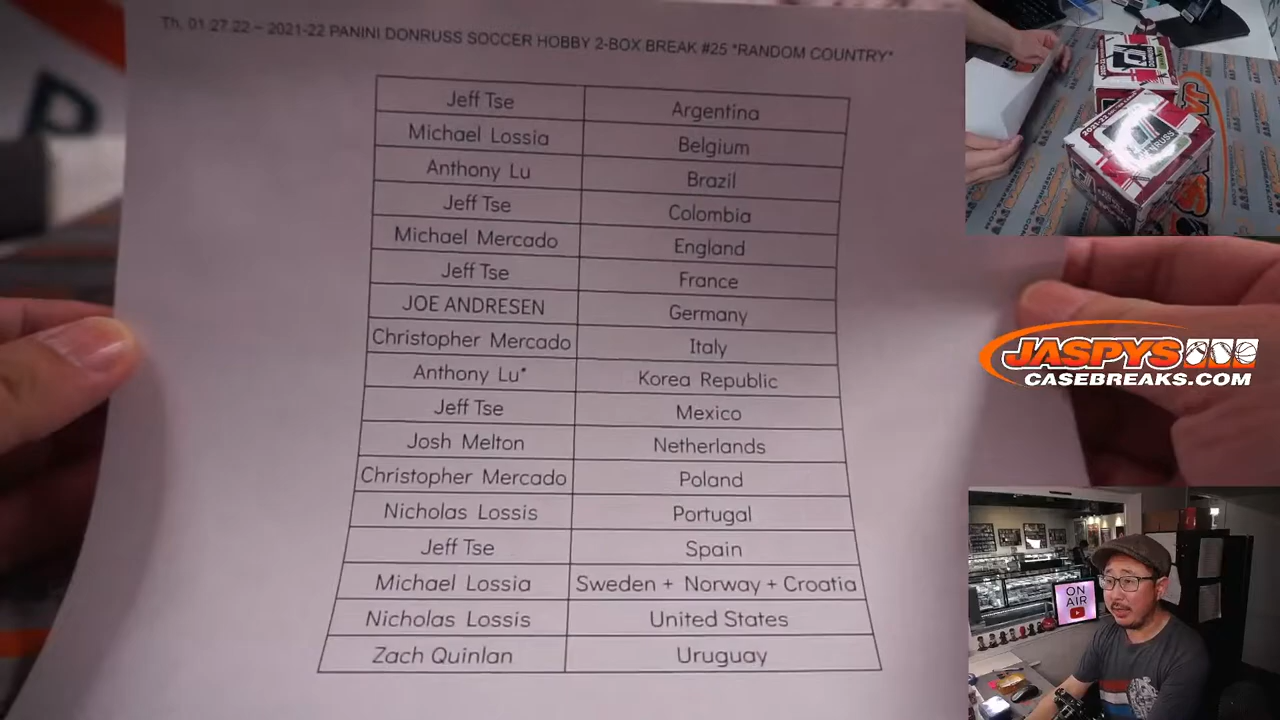 Th. 01.27.22 – 2021-22 PANINI DONRUSS SOCCER HOBBY 2-BOX BREAK #25 *RANDOM COUNTRY*
Jeff Tse Argentina
Michael Lossia Belgium
Anthony Lu Brazil
Jeff Tse Colombia
Michael Mercado England
Jeff Tse France
JOE ANDRESEN Germany
Christopher Mercado Italy
Anthony Lu* Korea Republic
Jeff Tse Mexico
Josh Melton Netherlands
Christopher Mercado Poland
Nicholas Lossis Portugal
Jeff Tse Spain
Michael Lossia Sweden + Norway + Croatia
Nicholas Lossis United States
Zach Quinlan Uruguay
JASPYS
CASEBREAKS.COM
ON
AIR